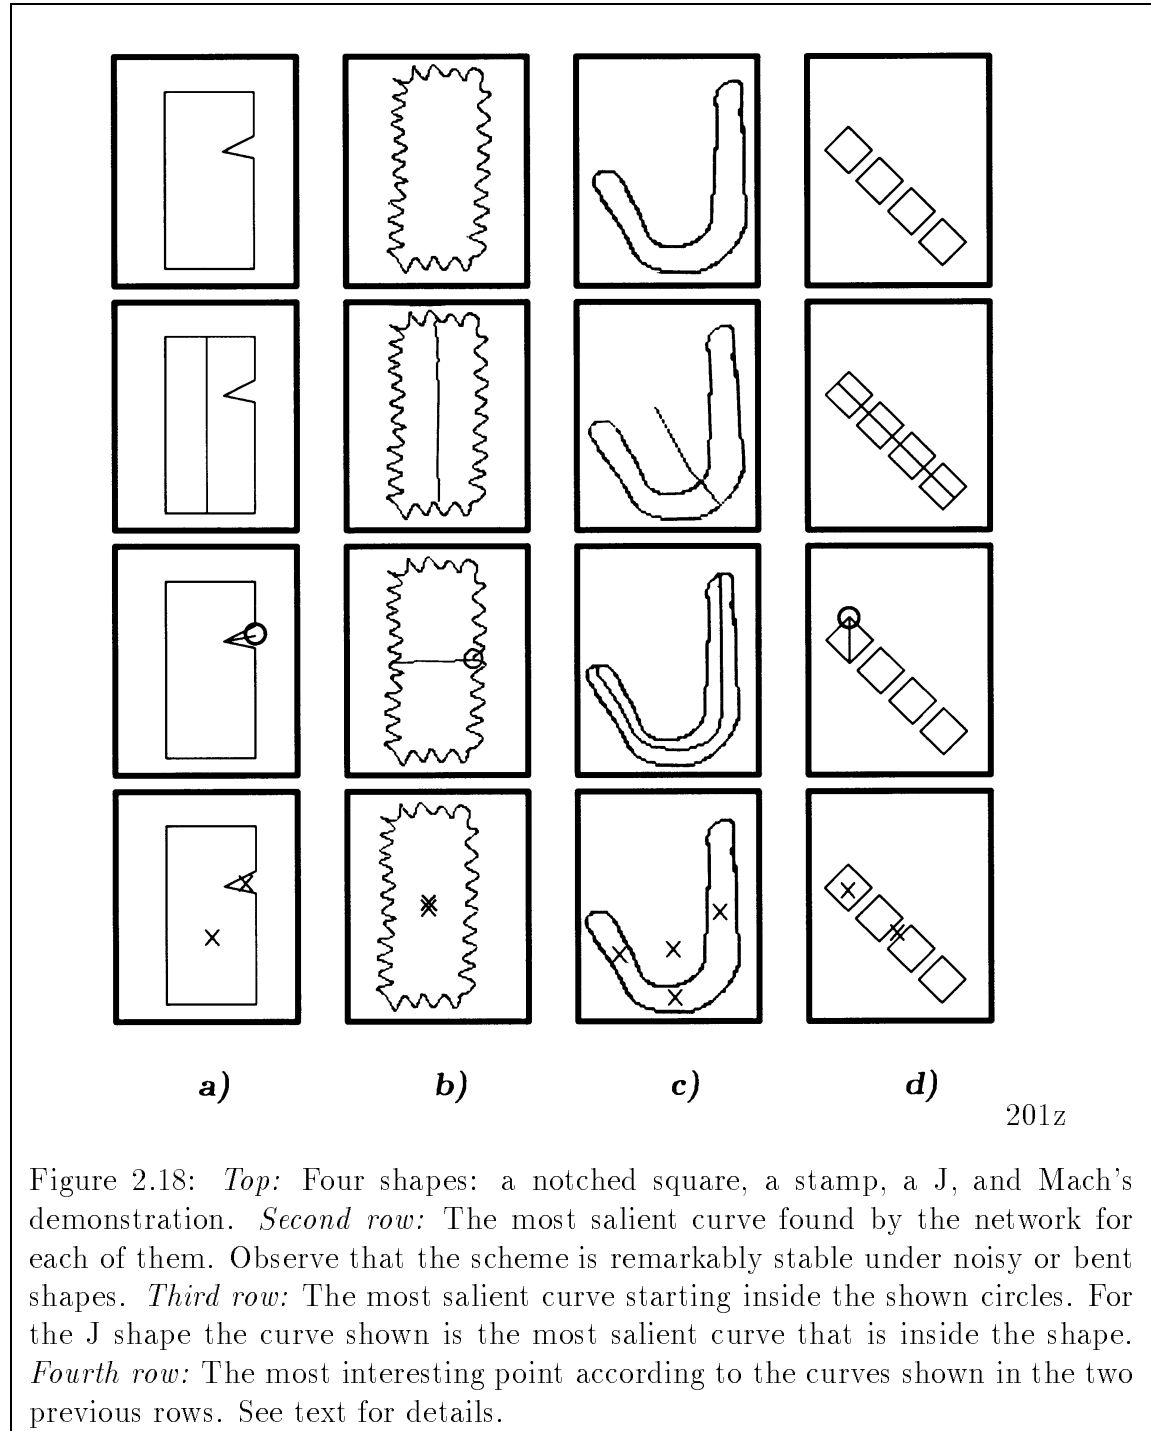 a) b) c) d)
201z
Figure 2.18: Top: Four shapes: a notched square, a stamp, a J, and Mach's
demonstration. Second row: The most salient curve found by the network for
each of them. Observe that the scheme is remarkably stable under noisy or bent
shapes. Third row: The most salient curve starting inside the shown circles. For
the J shape the curve shown is the most salient curve that is inside the shape.
Fourth row: The most interesting point according to the curves shown in the two
previous rows. See text for details.